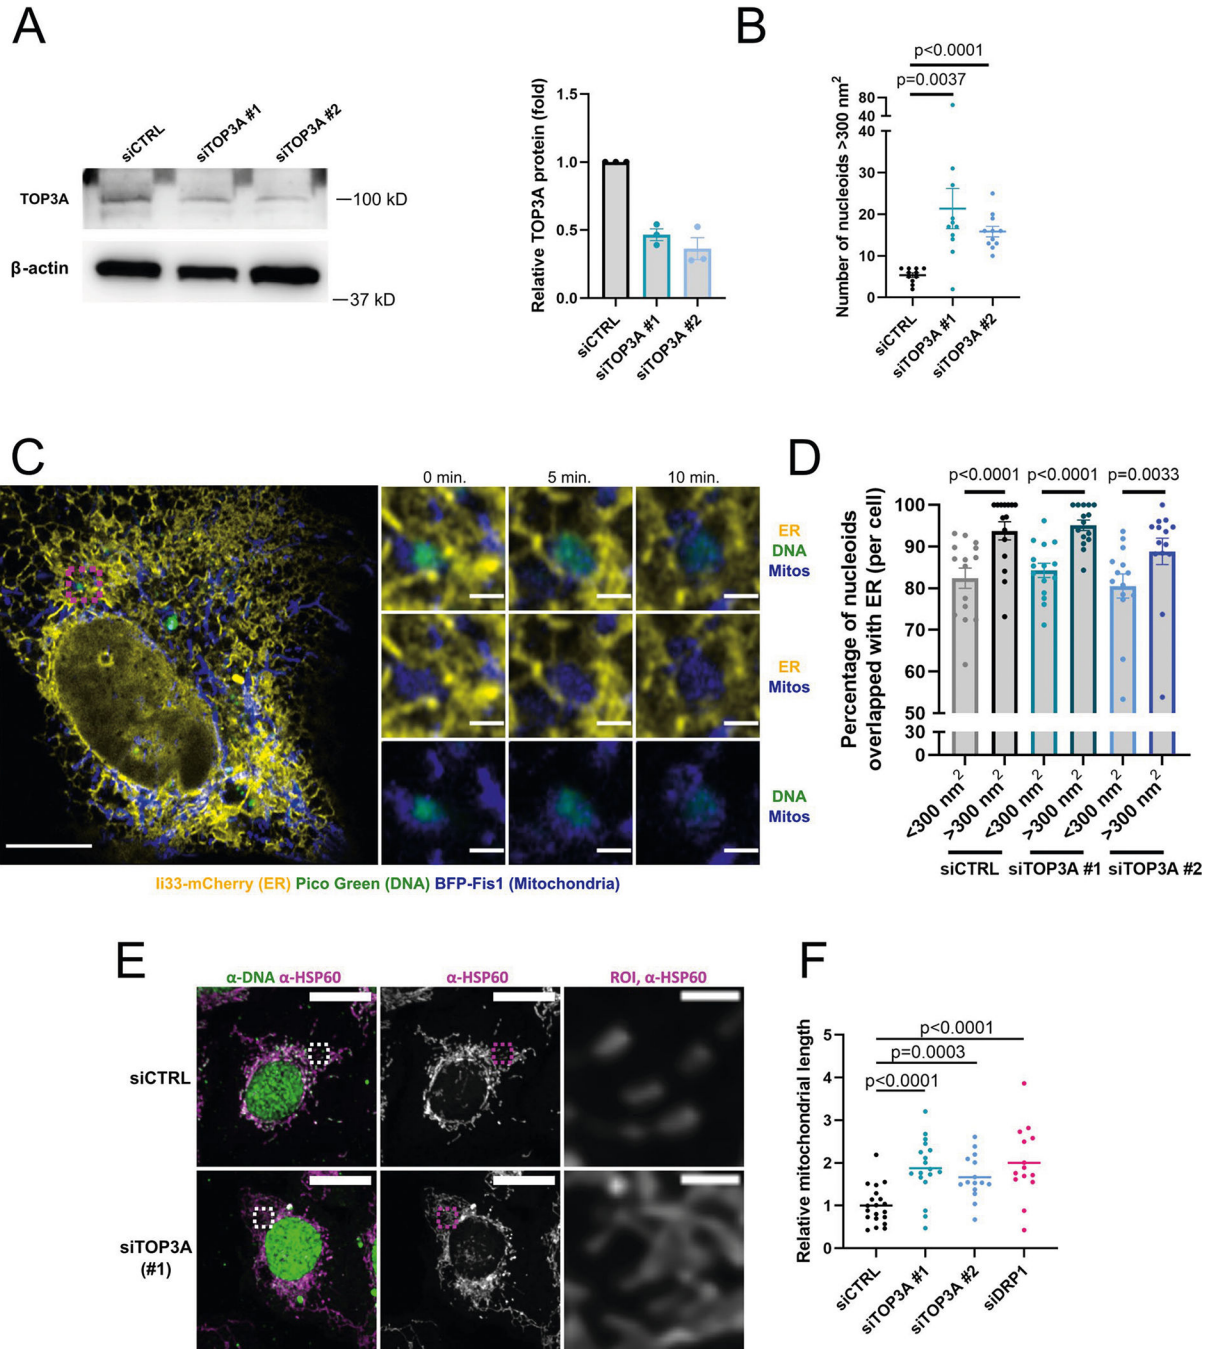 A
siCTRL
siTOP3A #1
siTOP3A #2
TOP3A
100 kD
β-actin
37 kD
Relative TOP3A protein (fold)
1.5
1.0
0.5
0.0
siCTRL
siTOP3A #1
siTOP3A #2
B
p<0.0001
p=0.0037
Number of nucleoids >300 nm²
80
40
40
30
20
10
0
siCTRL
siTOP3A #1
siTOP3A #2
C
0 min.
5 min.
10 min.
ER
DNA
Mitos
ER
Mitos
DNA
Mitos
Ii33-mCherry (ER) Pico Green (DNA) BFP-Fis1 (Mitochondria)
D
p<0.0001
p<0.0001
p=0.0033
Percentage of nucleoids
overlapped with ER (per cell)
100
90
80
70
60
50
30
0
<300 nm²
>300 nm²
<300 nm²
>300 nm²
<300 nm²
>300 nm²
siCTRL
siTOP3A #1
siTOP3A #2
E
α-DNA α-HSP60
α-HSP60
ROI, α-HSP60
siCTRL
siTOP3A
(#1)
F
p<0.0001
p=0.0003
p<0.0001
Relative mitochondrial length
5
4
3
2
1
0
siCTRL
siTOP3A #1
siTOP3A #2
siDRP1